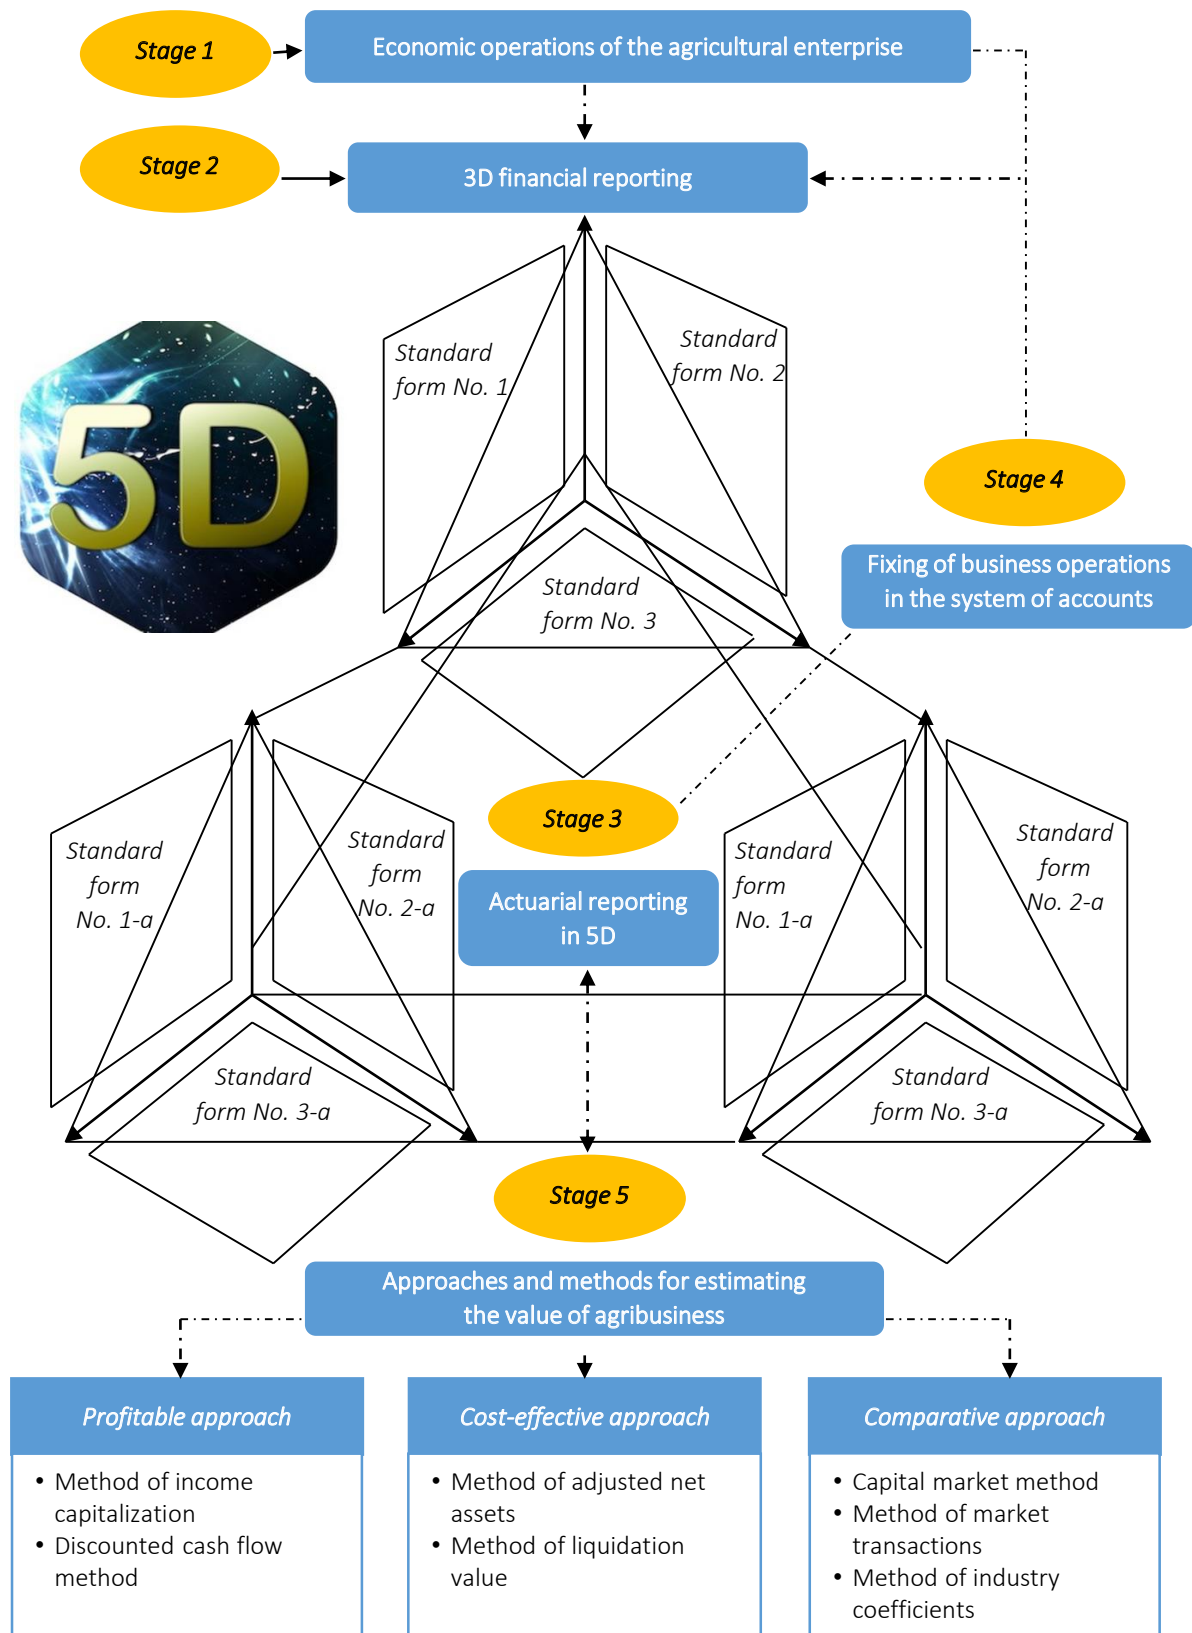 Stage 1
Economic operations of the agricultural enterprise
Stage 2
3D financial reporting
Standard
form No. 1
Standard
form No. 2
5D
Stage 4
Standard
form No. 3
Fixing of business operations
in the system of accounts
Stage 3
Standard
form
No. 1-a
Standard
form
No. 2-a
Actuarial reporting
in 5D
Standard
form
No. 1-a
Standard
form
No. 2-a
Standard
form No. 3-a
Standard
form No. 3-a
Stage 5
Approaches and methods for estimating
the value of agribusiness
Profitable approach
• Method of income
capitalization
• Discounted cash flow
method
Cost-effective approach
• Method of adjusted net
assets
• Method of liquidation
value
Comparative approach
• Capital market method
• Method of market
transactions
• Method of industry
coefficients